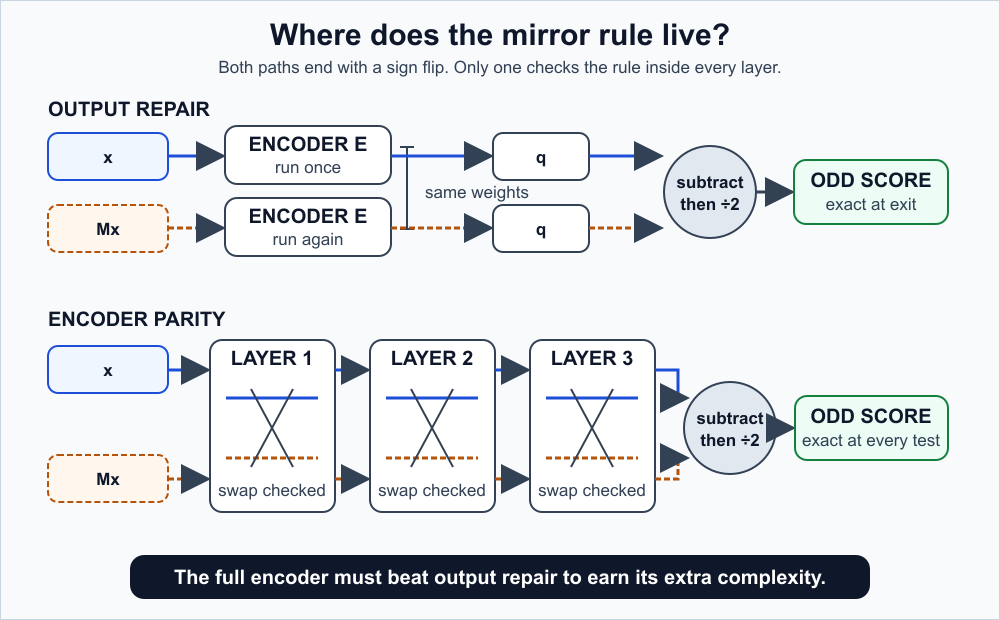 Where does the mirror rule live?
Both paths end with a sign flip. Only one checks the rule inside every layer.
OUTPUT REPAIR
x
ENCODER E
run once
q
same weights
Mx
ENCODER E
run again
q
subtract
then ÷2
ODD SCORE
exact at exit
ENCODER PARITY
x
Mx
LAYER 1
swap checked
LAYER 2
swap checked
LAYER 3
swap checked
subtract
then ÷2
ODD SCORE
exact at every test
The full encoder must beat output repair to earn its extra complexity.